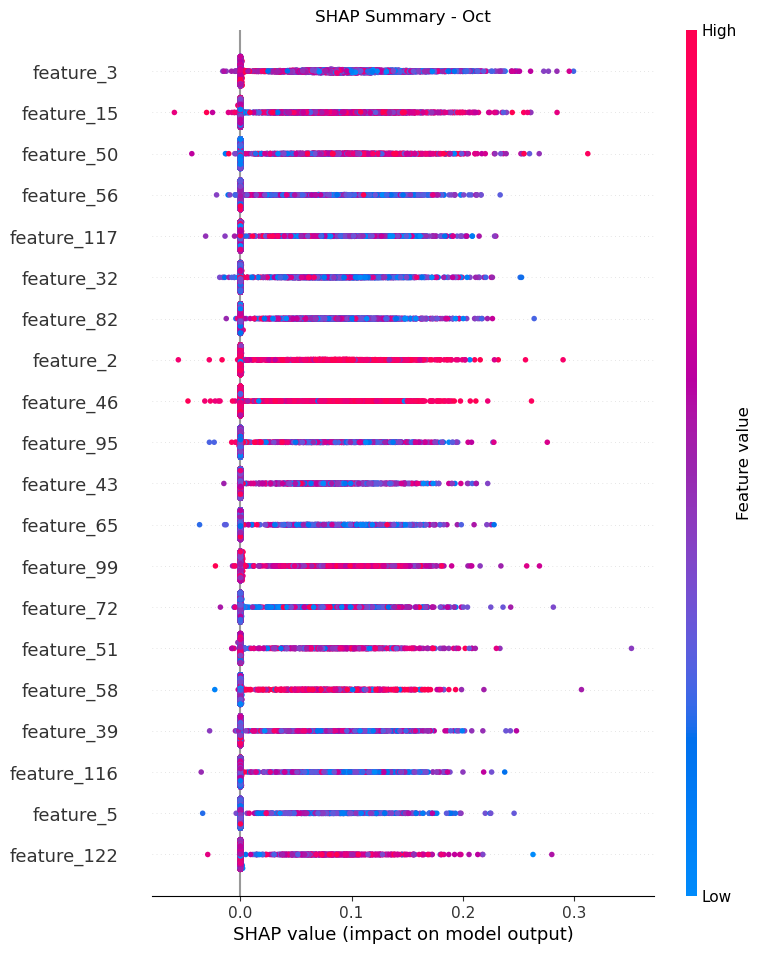 SHAP Summary - Oct
High
feature_3
feature_15
feature_50
feature_56
feature_117
feature_32
feature_82
feature_2
feature_46
feature_95
feature_43
feature_65
feature_99
feature_72
feature_51
feature_58
feature_39
feature_116
feature_5
feature_122
Feature value
Low
0.0 0.1 0.2 0.3
SHAP value (impact on model output)